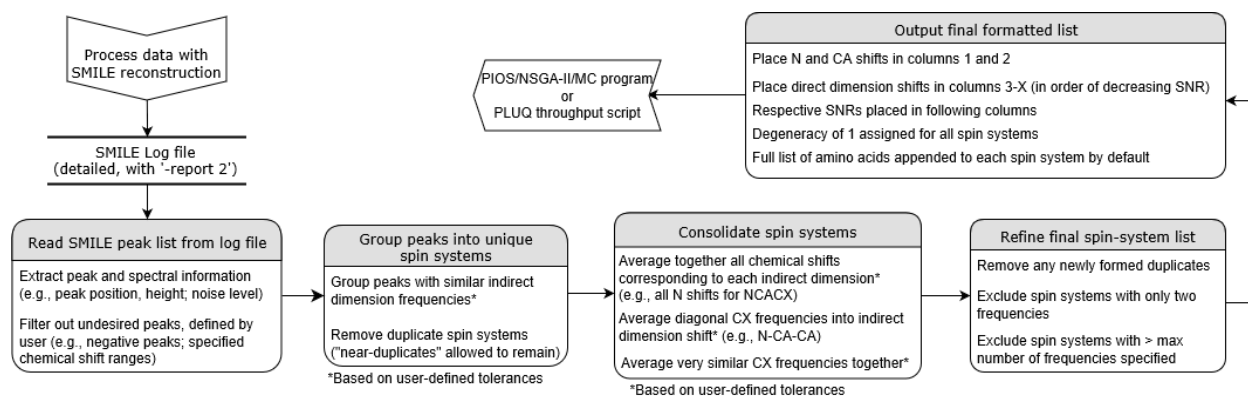 Process data with
SMILE reconstruction
SMILE Log file
(detailed, with '-report 2')
Read SMILE peak list from log file
Extract peak and spectral information
(e.g., peak position, height; noise level)
Filter out undesired peaks, defined by
user (e.g., negative peaks; specified
chemical shift ranges)
Group peaks into unique
spin systems
Group peaks with similar indirect
dimension frequencies*
Remove duplicate spin systems
("near-duplicates" allowed to remain)
*Based on user-defined tolerances
Consolidate spin systems
Average together all chemical shifts
corresponding to each indirect dimension*
(e.g., all N shifts for NCACX)
Average diagonal CX frequencies into indirect
dimension shift* (e.g., N-CA-CA)
Average very similar CX frequencies together*
*Based on user-defined tolerances
Refine final spin-system list
Remove any newly formed duplicates
Exclude spin systems with only two
frequencies
Exclude spin systems with > max
number of frequencies specified
Output final formatted list
Place N and CA shifts in columns 1 and 2
Place direct dimension shifts in columns 3-X (in order of decreasing SNR)
Respective SNRs placed in following columns
Degeneracy of 1 assigned for all spin systems
Full list of amino acids appended to each spin system by default
PIOS/NSGA-II/MC program
or
PLUQ throughput script